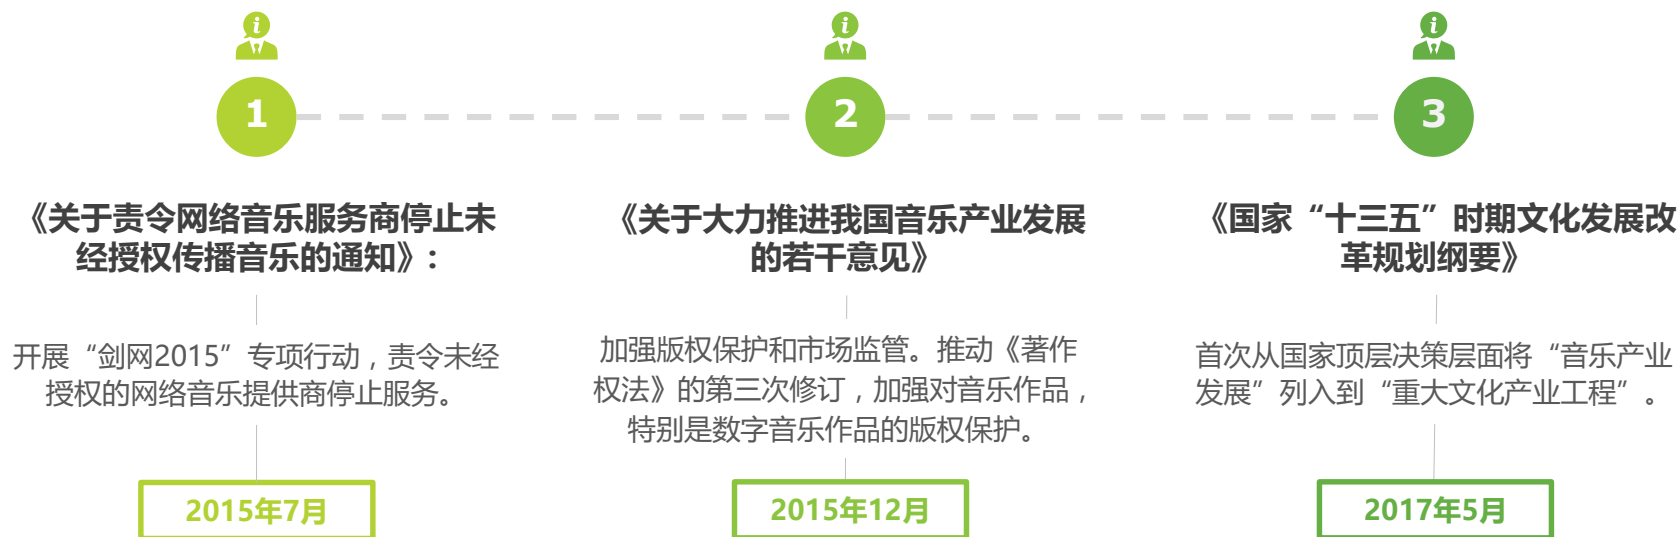 1
《关于责令网络音乐服务商停止未
经授权传播音乐的通知》：
开展“剑网2015”专项行动，责令未经
授权的网络音乐提供商停止服务。
2015年7月
2
《关于大力推进我国音乐产业发展
的若干意见》
加强版权保护和市场监管。推动《著作
权法》的第三次修订，加强对音乐作品，
特别是数字音乐作品的版权保护。
2015年12月
3
《国家“十三五”时期文化发展改
革规划纲要》
首次从国家顶层决策层面将“音乐产业
发展”列入到“重大文化产业工程”。
2017年5月